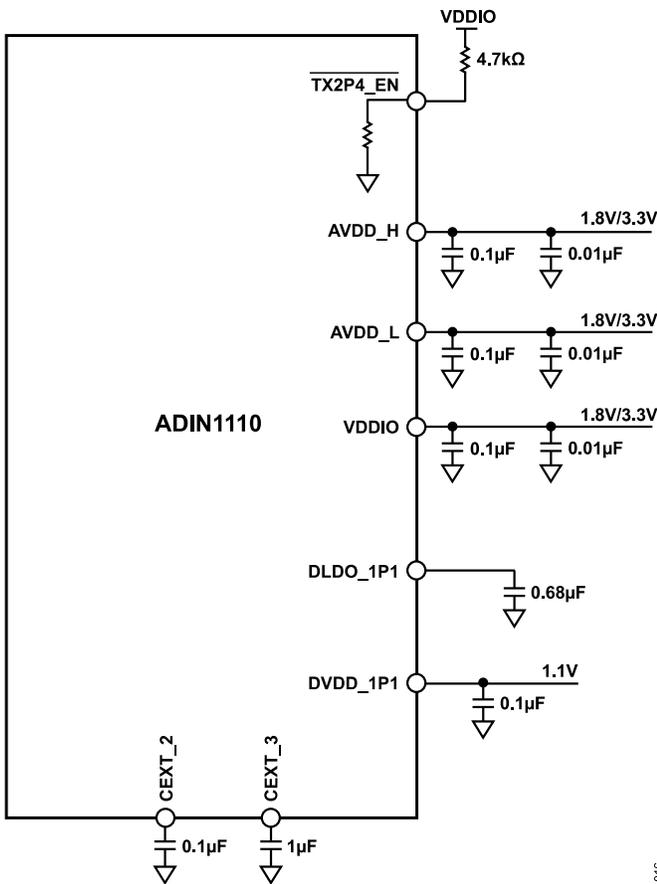 VDDIO
4.7kΩ
TX2P4_EN
AVDD_H
1.8V/3.3V
0.1µF
0.01µF
AVDD_L
1.8V/3.3V
0.1µF
0.01µF
ADIN1110
VDDIO
1.8V/3.3V
0.1µF
0.01µF
DLDO_1P1
0.68µF
DVDD_1P1
1.1V
0.1µF
CEXT_2
CEXT_3
0.1µF
1µF